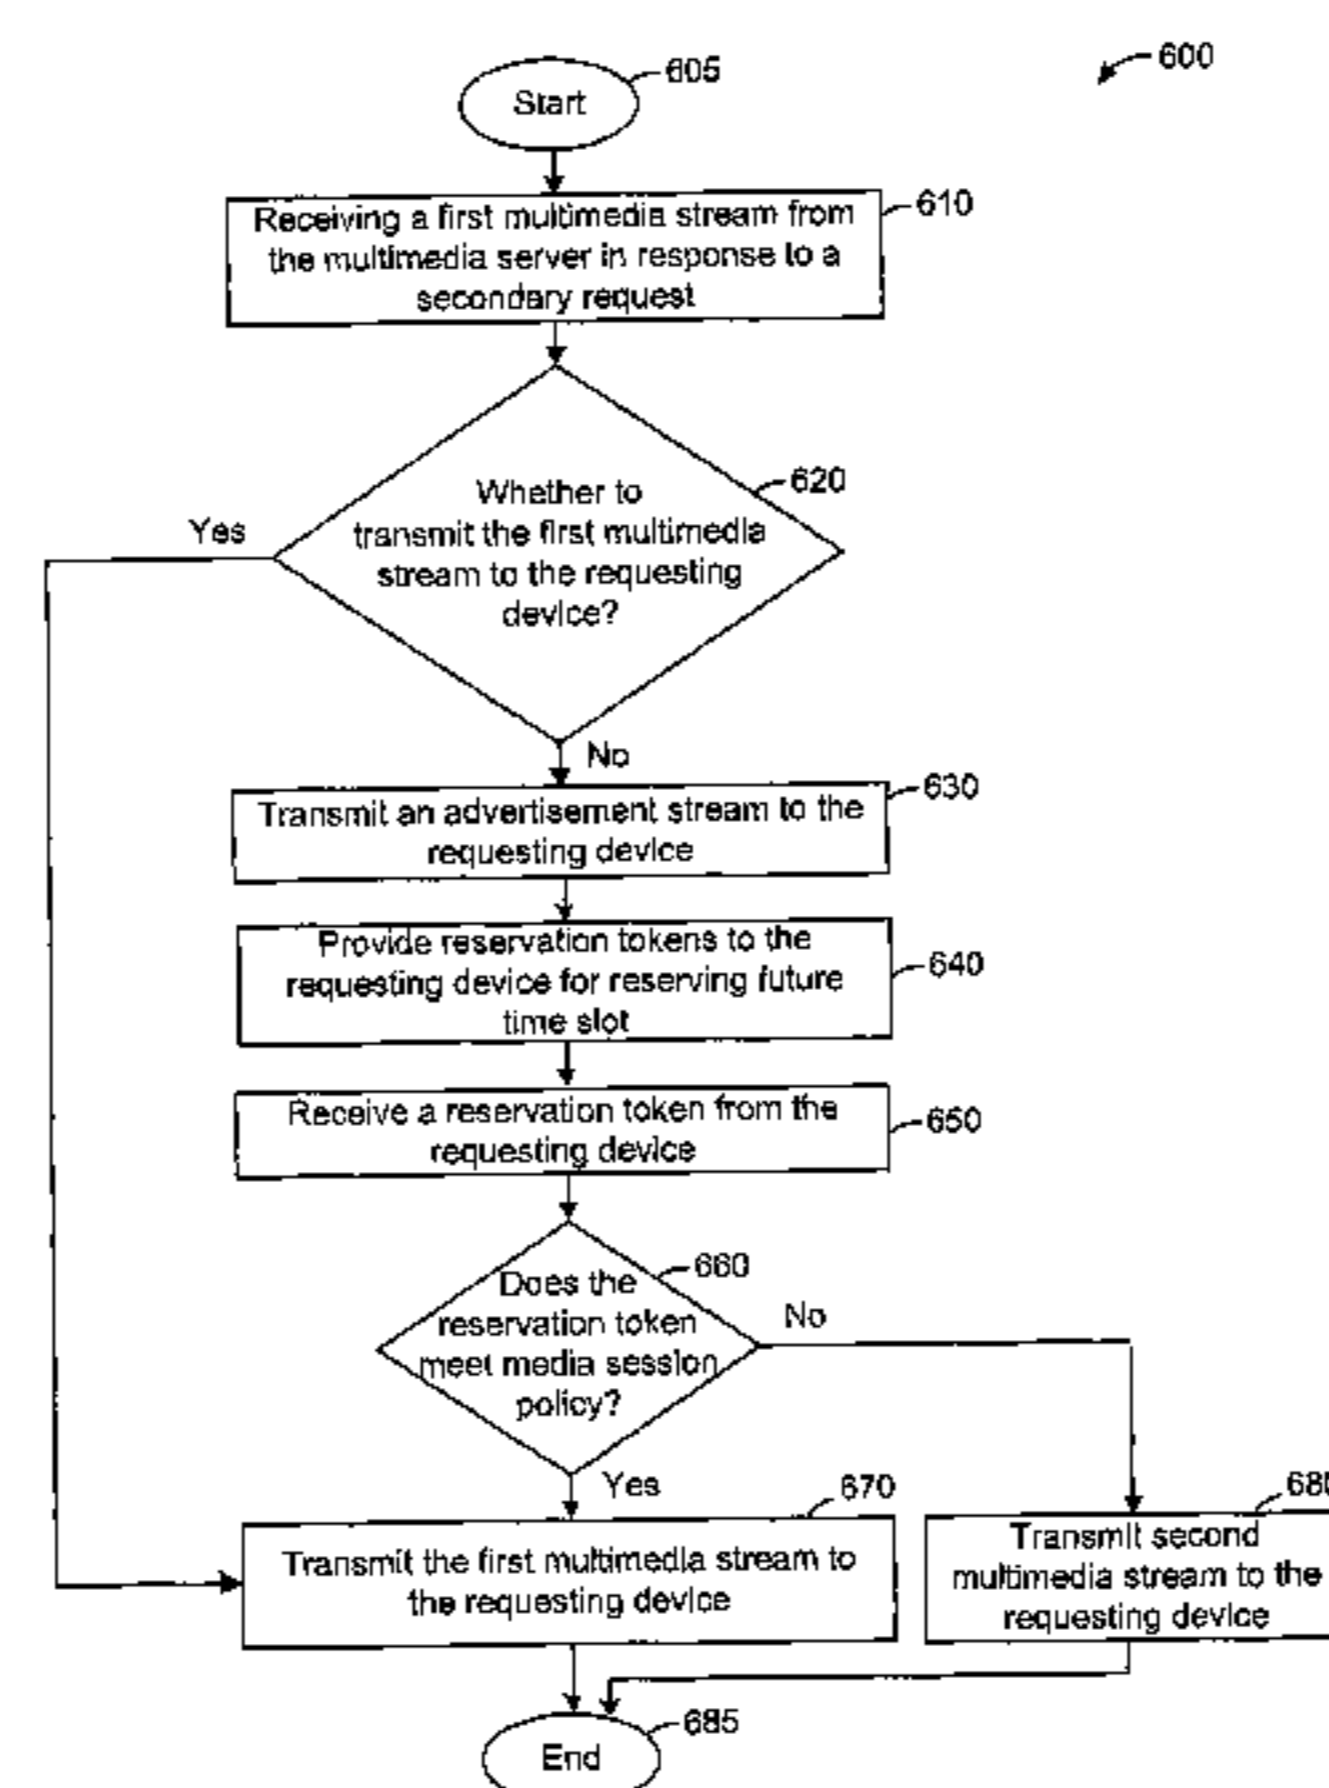 600
Start
605
Receiving a first multimedia stream from
the multimedia server in response to a
secondary request
610
Whether to
transmit the first multimedia
stream to the requesting
device?
620
Yes
No
Transmit an advertisement stream to the
requesting device
630
Provide reservation tokens to the
requesting device for reserving future
time slot
640
Receive a reservation token from the
requesting device
650
Does the
reservation token
meet media session
policy?
660
No
Yes
Transmit the first multimedia stream to
the requesting device
670
Transmit second
multimedia stream to the
requesting device
End
685